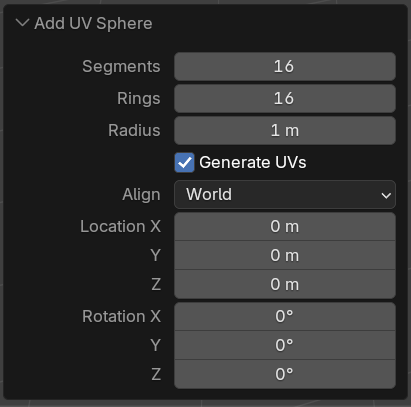 Add UV Sphere
Segments 16
Rings 16
Radius 1 m
Generate UVs
Align World
Location X 0 m
Y 0 m
Z 0 m
Rotation X 0°
Y 0°
Z 0°